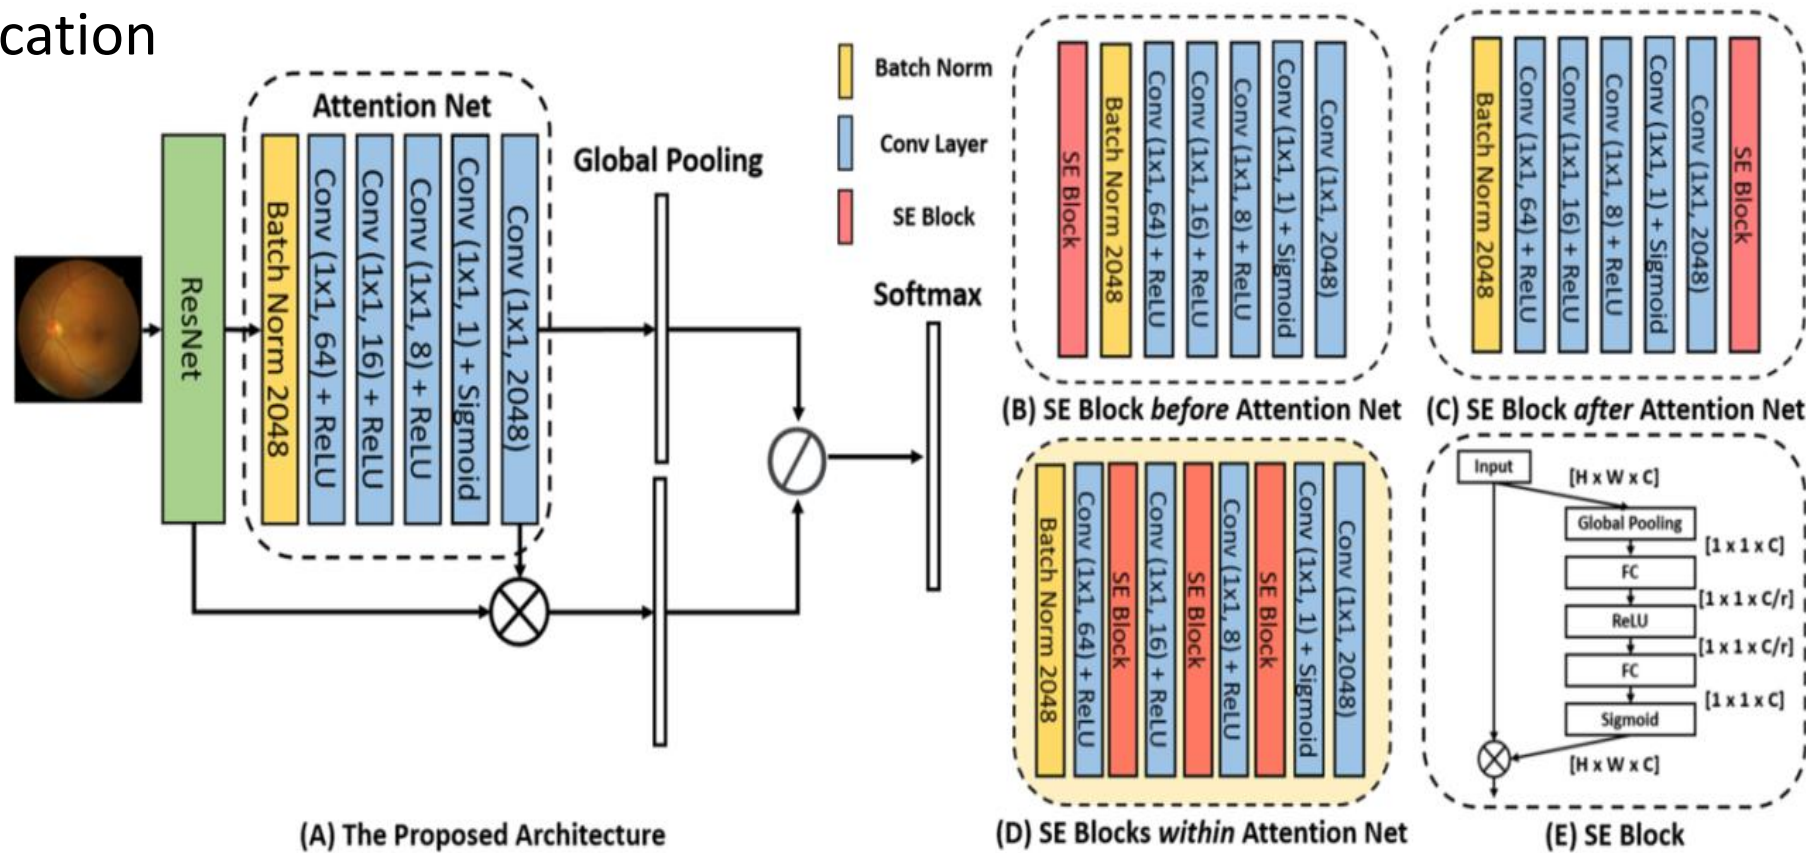 cation
Attention Net
ResNet
Batch Norm 2048
Conv (1x1, 64) + ReLU
Conv (1x1, 16) + ReLU
Conv (1x1, 8) + ReLU
Conv (1x1, 1) + Sigmoid
Conv (1x1, 2048)
Global Pooling
Batch Norm
Conv Layer
SE Block
Softmax
(A) The Proposed Architecture
SE Block
Batch Norm 2048
Conv (1x1, 64) + ReLU
Conv (1x1, 16) + ReLU
Conv (1x1, 8) + ReLU
Conv (1x1, 1) + Sigmoid
Conv (1x1, 2048)
(B) SE Block before Attention Net
Batch Norm 2048
Conv (1x1, 64) + ReLU
Conv (1x1, 16) + ReLU
Conv (1x1, 8) + ReLU
Conv (1x1, 1) + Sigmoid
Conv (1x1, 2048)
SE Block
(C) SE Block after Attention Net
Batch Norm 2048
Conv (1x1, 64) + ReLU
SE Block
Conv (1x1, 16) + ReLU
SE Block
Conv (1x1, 8) + ReLU
SE Block
Conv (1x1, 1) + Sigmoid
Conv (1x1, 2048)
(D) SE Blocks within Attention Net
Input
[H x W x C]
Global Pooling
[1 x 1 x C]
FC
[1 x 1 x C/r]
ReLU
[1 x 1 x C/r]
FC
[1 x 1 x C]
Sigmoid
[H x W x C]
(E) SE Block